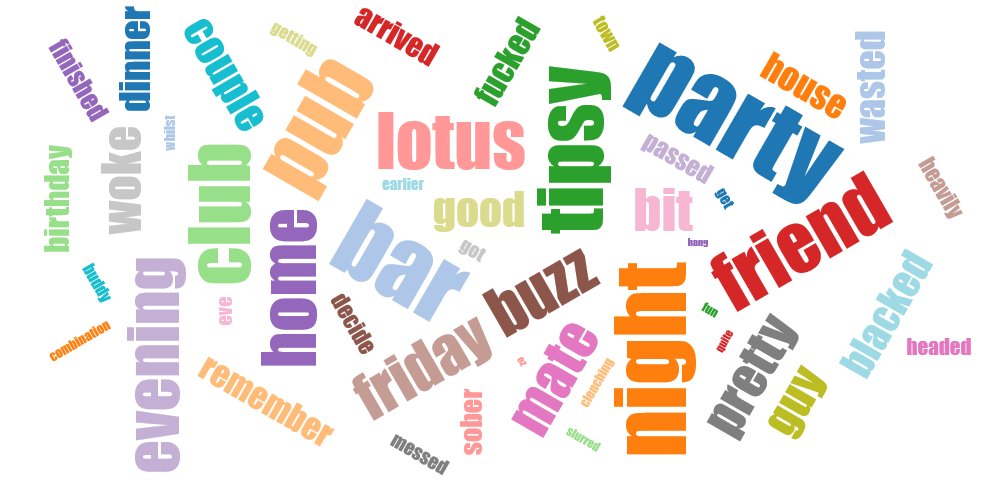 finished
dinner
couple
getting
arrived
fucked
town
party
house
wasted
pub
whilst
woke
birthday
club
lotus
earlier
good
tipsy
passed
get
bit
hang
heavily
friend
home
bar
got
buzz
buddy
evening
eve
combination
decide
friday
night
fun
quite
blacked
headed
pretty
guy
mate
oz
clenching
remember
sober
messed
slurred